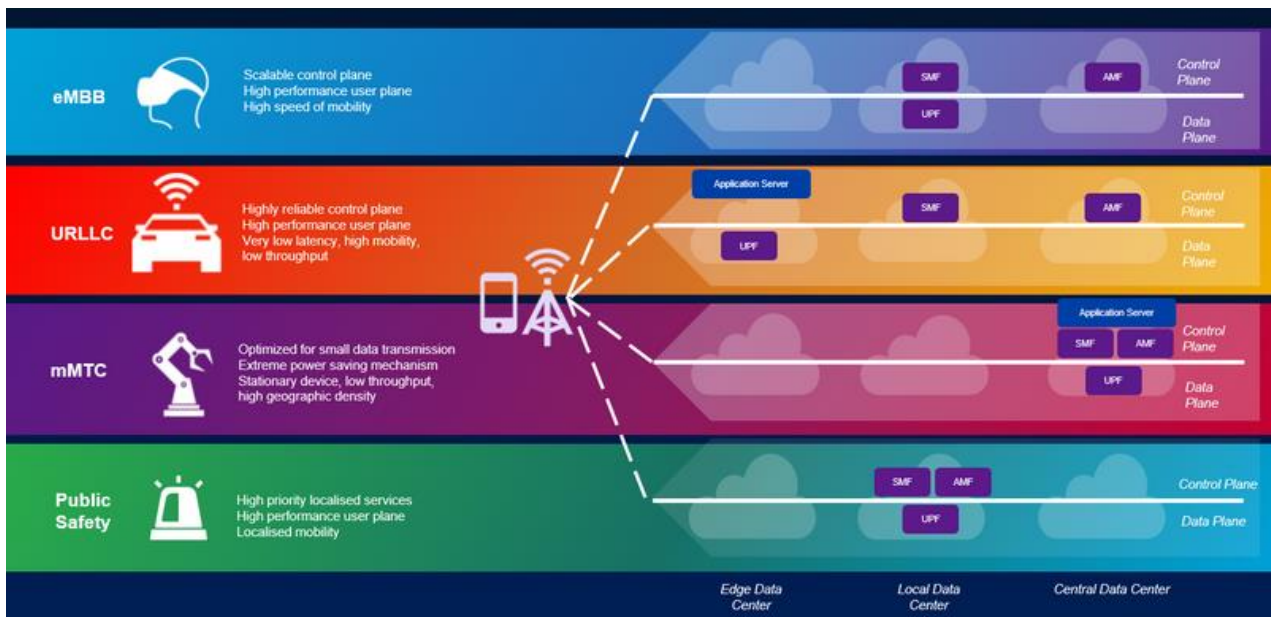 eMBB
Scalable control plane
High performance user plane
High speed of mobility
SMF
AMF
UPF
Control
Plane
Data
Plane
URLLC
Highly reliable control plane
High performance user plane
Very low latency, high mobility,
low throughput
Application Server
SMF
AMF
UPF
Control
Plane
Data
Plane
mMTC
Optimized for small data transmission
Extreme power saving mechanism
Stationary device, low throughput,
high geographic density
Application Server
SMF
AMF
UPF
Control
Plane
Data
Plane
Public
Safety
High priority localised services
High performance user plane
Localised mobility
SMF
AMF
UPF
Control Plane
Data Plane
Edge Data
Center
Local Data
Center
Central Data Center